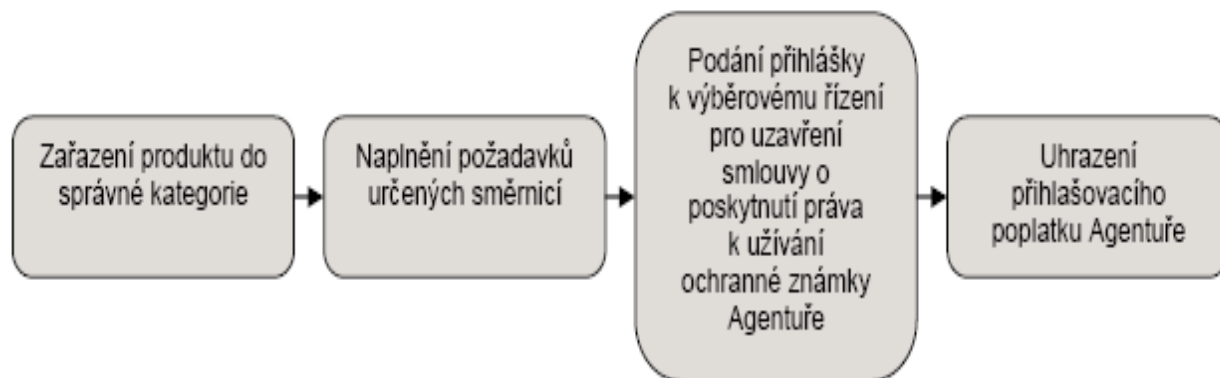 Zařazení produktu do
správné kategorie
Naplnění požadavků
určených směrnicí
Podání přihlášky
k výběrovému řízení
pro uzavření
smlouvy o
poskytnutí práva
k užívání
ochranné známky
Agentuře
Uhrazení
přihlašovacího
poplatku Agentuře